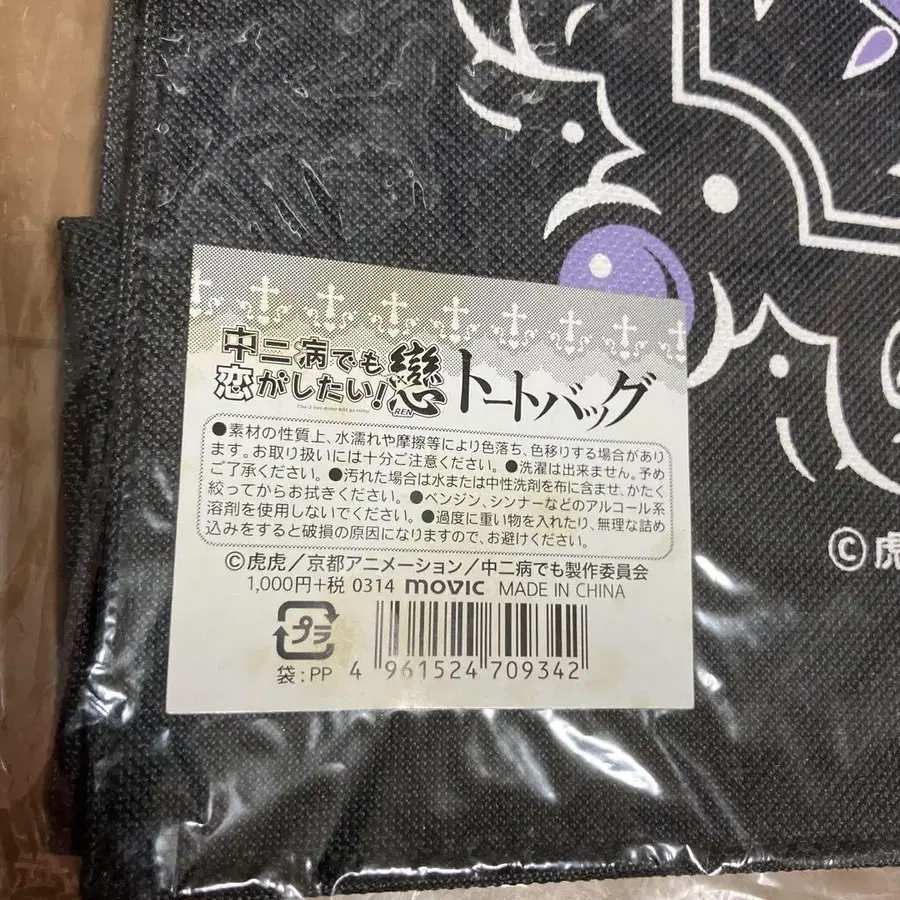 中二病でも
恋がしたい！戀
REN
トートバッグ
●素材の性質上、水濡れや摩擦等により色落ち、色移りする場合があり
ます。お取り扱いには十分ご注意ください。●洗濯は出来ません。予め
ご了承ください。●汚れた場合は水または中性洗剤を布に含ませ、かたく
絞ってからお拭きください。●ベンジン、シンナーなどのアルコール系
溶剤を使用しないでください。●過度に重い物を入れたり、無理な詰め
込みをすると破損の原因になりますので、お避けください。
©虎虎／京都アニメーション／中二病でも製作委員会
1,000円+税 0314 movic MADE IN CHINA
プラ
袋:PP
4 961524 709342
©虎